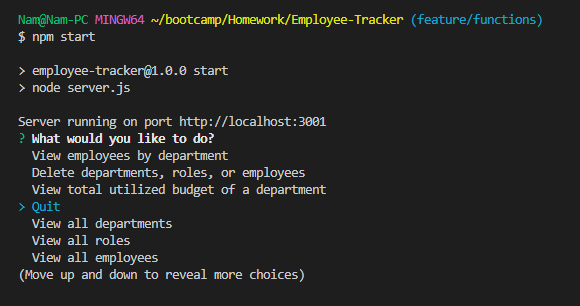 Nam@Nam-PC MINGW64 ~/bootcamp/Homework/Employee-Tracker (feature/functions)
$ npm start
> employee-tracker@1.0.0 start
> node server.js
Server running on port http://localhost:3001
? What would you like to do?
View employees by department
Delete departments, roles, or employees
View total utilized budget of a department
> Quit
View all departments
View all roles
View all employees
(Move up and down to reveal more choices)